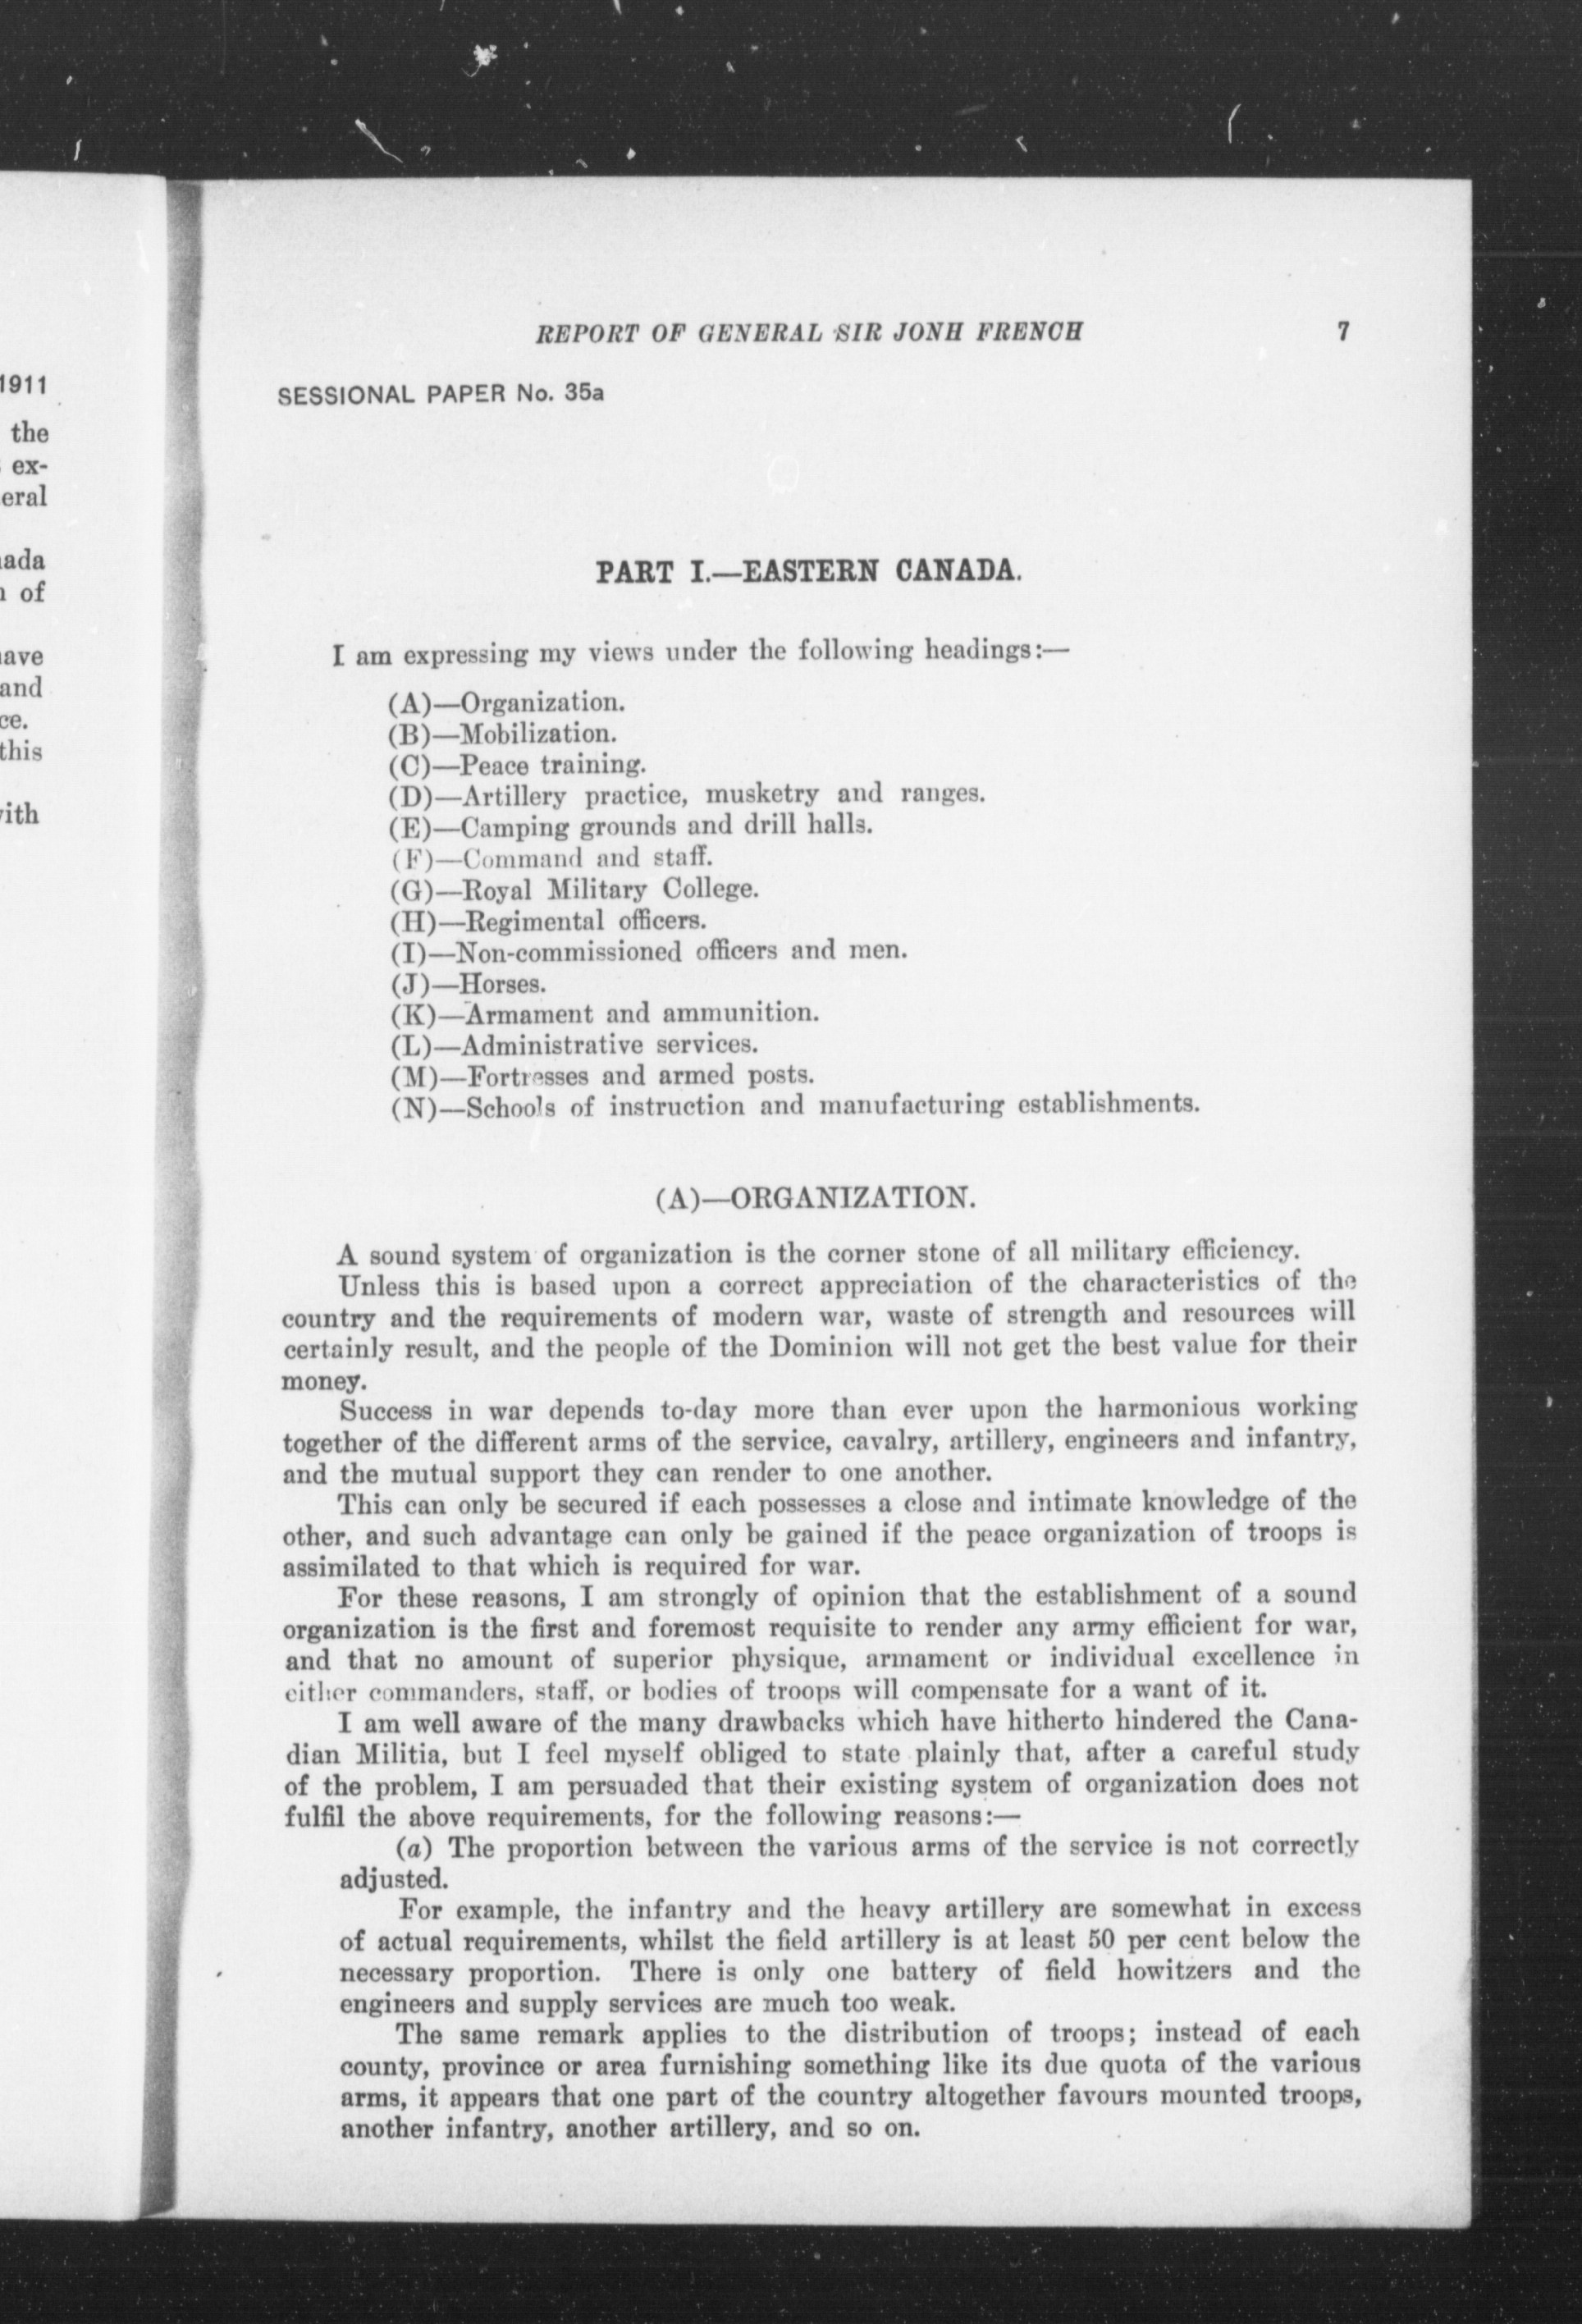 1911
the
ex-
eral
ada
of
ave
and
ce.
this
ith
REPORT OF GENERAL SIR JONH FRENCH 7
SESSIONAL PAPER No. 35a
PART I.—EASTERN CANADA.
I am expressing my views under the following headings:—
(A)—Organization.
(B)—Mobilization.
(C)—Peace training.
(D)—Artillery practice, musketry and ranges.
(E)—Camping grounds and drill halls.
(F)—Command and staff.
(G)—Royal Military College.
(H)—Regimental officers.
(I)—Non-commissioned officers and men.
(J)—Horses.
(K)—Armament and ammunition.
(L)—Administrative services.
(M)—Fortresses and armed posts.
(N)—Schools of instruction and manufacturing establishments.
(A)—ORGANIZATION.
A sound system of organization is the corner stone of all military efficiency.
Unless this is based upon a correct appreciation of the characteristics of the
country and the requirements of modern war, waste of strength and resources will
certainly result, and the people of the Dominion will not get the best value for their
money.
Success in war depends to-day more than ever upon the harmonious working
together of the different arms of the service, cavalry, artillery, engineers and infantry,
and the mutual support they can render to one another.
This can only be secured if each possesses a close and intimate knowledge of the
other, and such advantage can only be gained if the peace organization of troops is
assimilated to that which is required for war.
For these reasons, I am strongly of opinion that the establishment of a sound
organization is the first and foremost requisite to render any army efficient for war,
and that no amount of superior physique, armament or individual excellence in
either commanders, staff, or bodies of troops will compensate for a want of it.
I am well aware of the many drawbacks which have hitherto hindered the Cana-
dian Militia, but I feel myself obliged to state plainly that, after a careful study
of the problem, I am persuaded that their existing system of organization does not
fulfil the above requirements, for the following reasons:—
(a) The proportion between the various arms of the service is not correctly
adjusted.
For example, the infantry and the heavy artillery are somewhat in excess
of actual requirements, whilst the field artillery is at least 50 per cent below the
necessary proportion. There is only one battery of field howitzers and the
engineers and supply services are much too weak.
The same remark applies to the distribution of troops; instead of each
county, province or area furnishing something like its due quota of the various
arms, it appears that one part of the country altogether favours mounted troops,
another infantry, another artillery, and so on.